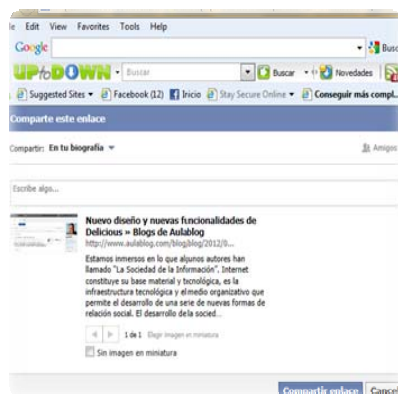 le Edit View Favorites Tools Help
Google Busc
UPtoDOWN Buscar Buscar Novedades
Suggested Sites Facebook (12) Inicio Stay Secure Online Conseguir más compl...
Comparte este enlace
Compartir: En tu biografía Amigos
Escribe algo...
Nuevo diseño y nuevas funcionalidades de
Delicious » Blogs de Aulablog
http://www.aulablog.com/blog/blog/2012/0...
Estamos inmersos en lo que algunos autores han
llamado "La Sociedad de la Información". Internet
constituye su base material y tecnológica, es la
infraestructura tecnológica y el medio organizativo que
permite el desarrollo de una serie de nuevas formas de
relación social. El desarrollo de la socied...
1 de 1 Elegir imagen en miniatura
Sin imagen en miniatura
Compartir enlace Cancel